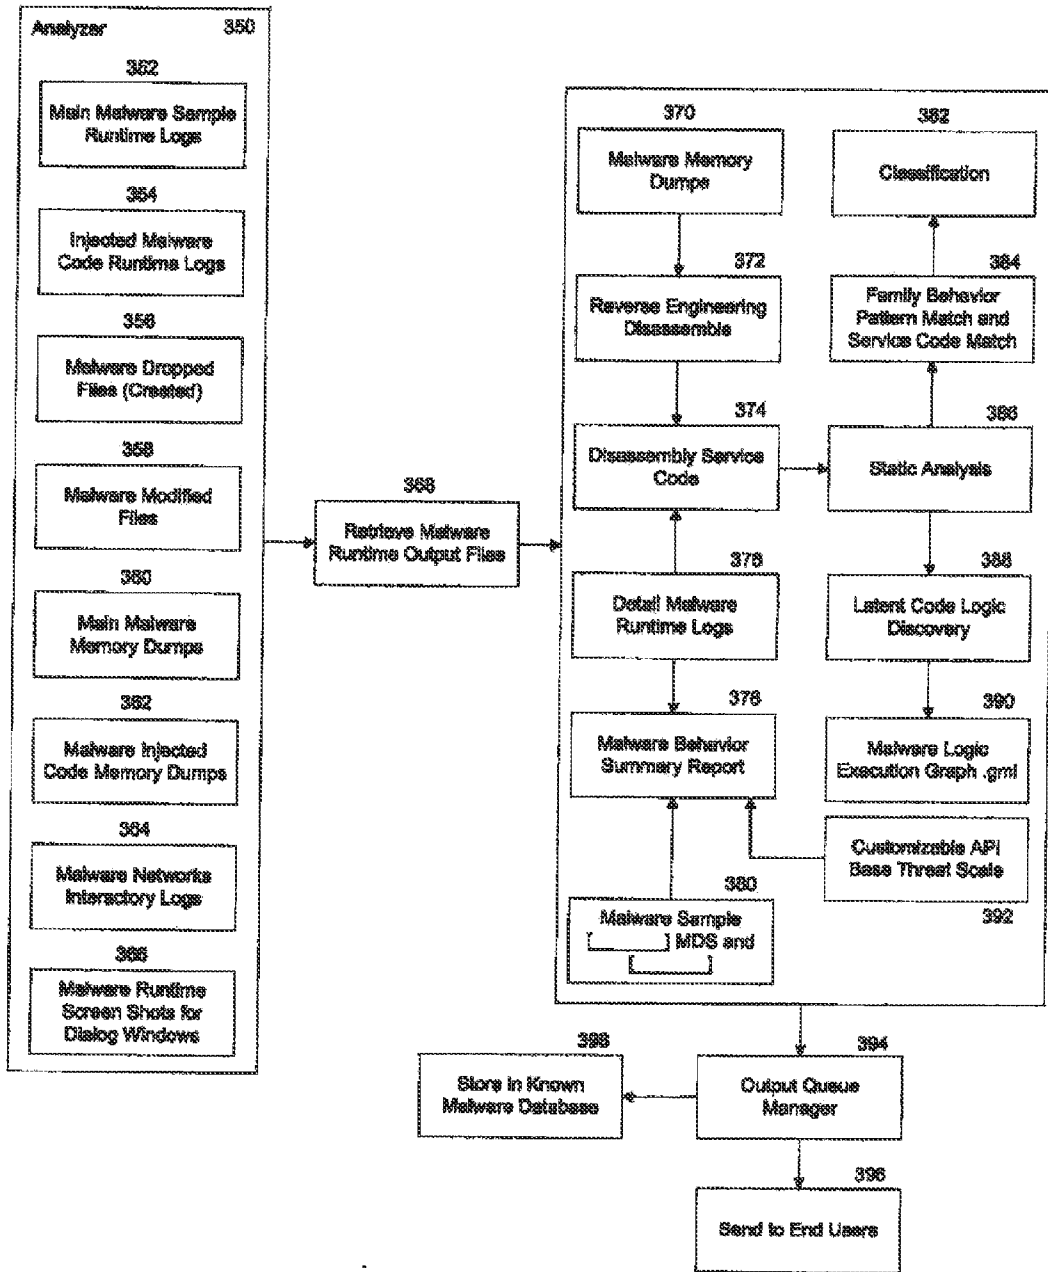 Analyzer 350
352
Main Malware Sample
Runtime Logs
354
Injected Malware
Code Runtime Logs
356
Malware Dropped
Files (Created)
358
Malware Modified
Files
360
Main Malware
Memory Dumps
362
Malware Injected
Code Memory Dumps
364
Malware Networks
Interactory Logs
366
Malware Runtime
Screen Shots for
Dialog Windows
368
Retrieve Malware
Runtime Output Files
370
Malware Memory
Dumps
372
Reverse Engineering
Disassemble
374
Disassembly Service
Code
376
Detail Malware
Runtime Logs
378
Malware Behavior
Summary Report
380
Malware Sample
MD5 and
382
Classification
384
Family Behavior
Pattern Match and
Service Code Match
386
Static Analysis
388
Latent Code Logic
Discovery
390
Malware Logic
Execution Graph .gml
Customizable API
Base Threat Scale
392
394
Output Queue
Manager
398
Store in Known
Malware Database
396
Send to End Users